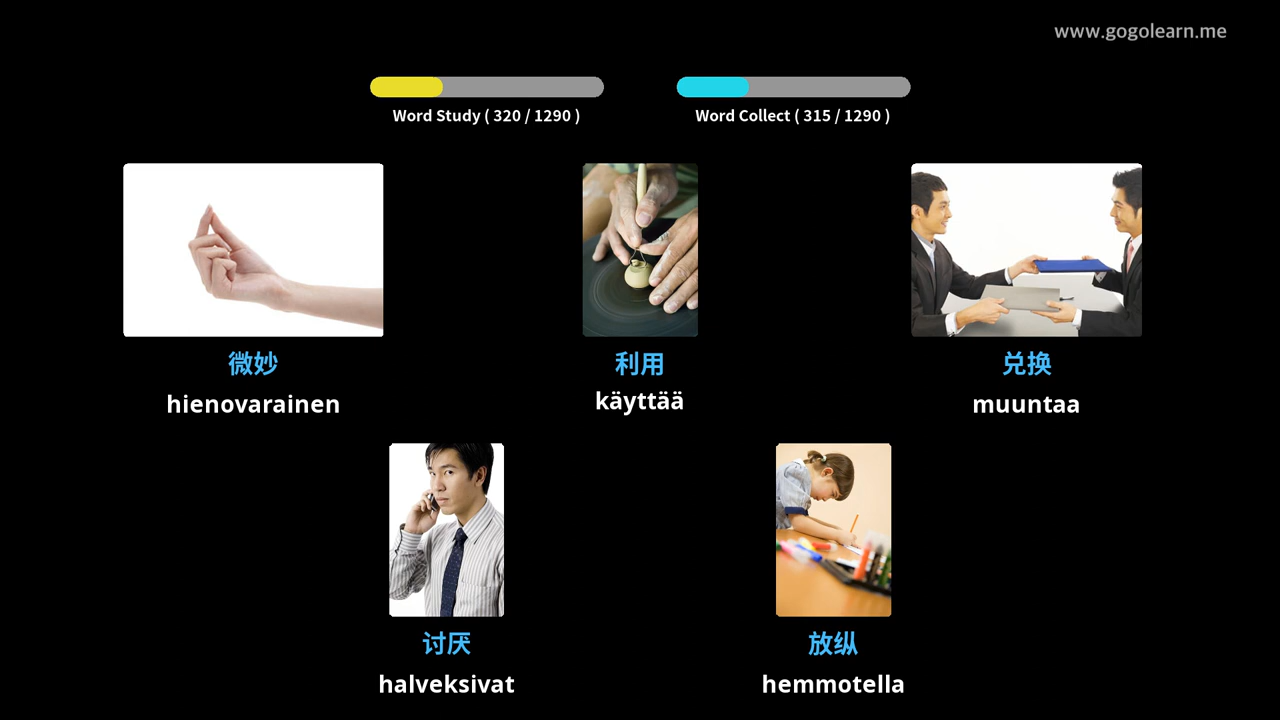 www.gogolearn.me
Word Study ( 320 / 1290 )
Word Collect ( 315 / 1290 )
微妙
hienovarainen
利用
käyttää
兑换
muuntaa
讨厌
halveksivat
放纵
hemmotella